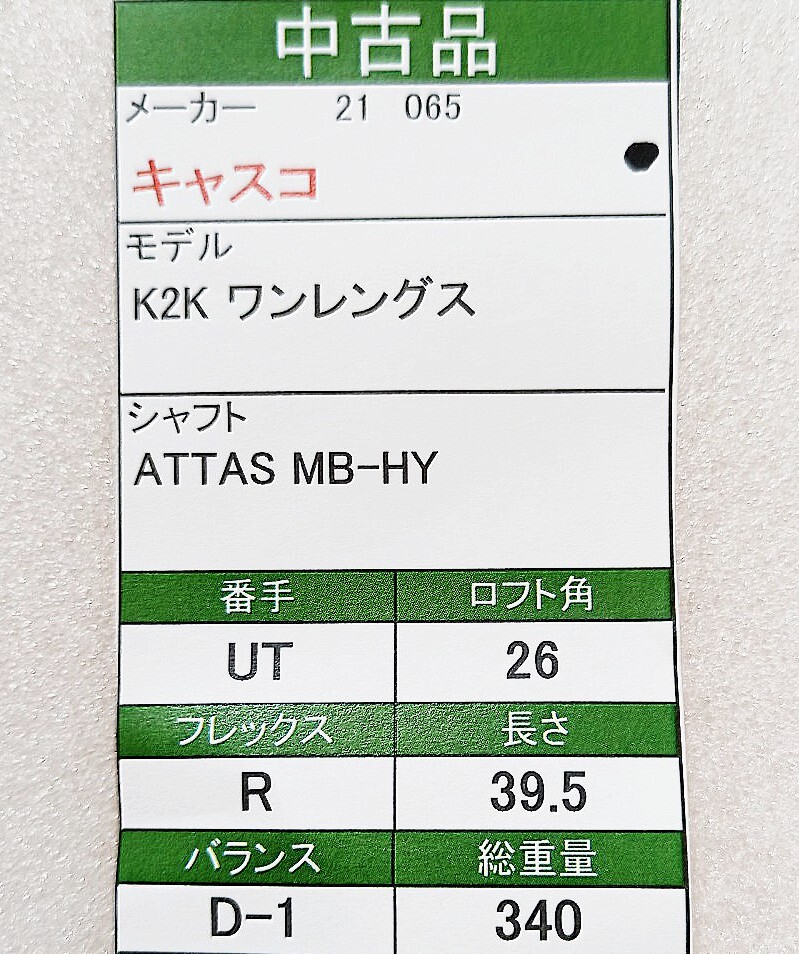 中古品
メーカー 21 065
キャスコ
モデル
K2K ワンレングス
シャフト
ATTAS MB-HY
番手 ロフト角
UT 26
フレックス 長さ
R 39.5
バランス 総重量
D-1 340